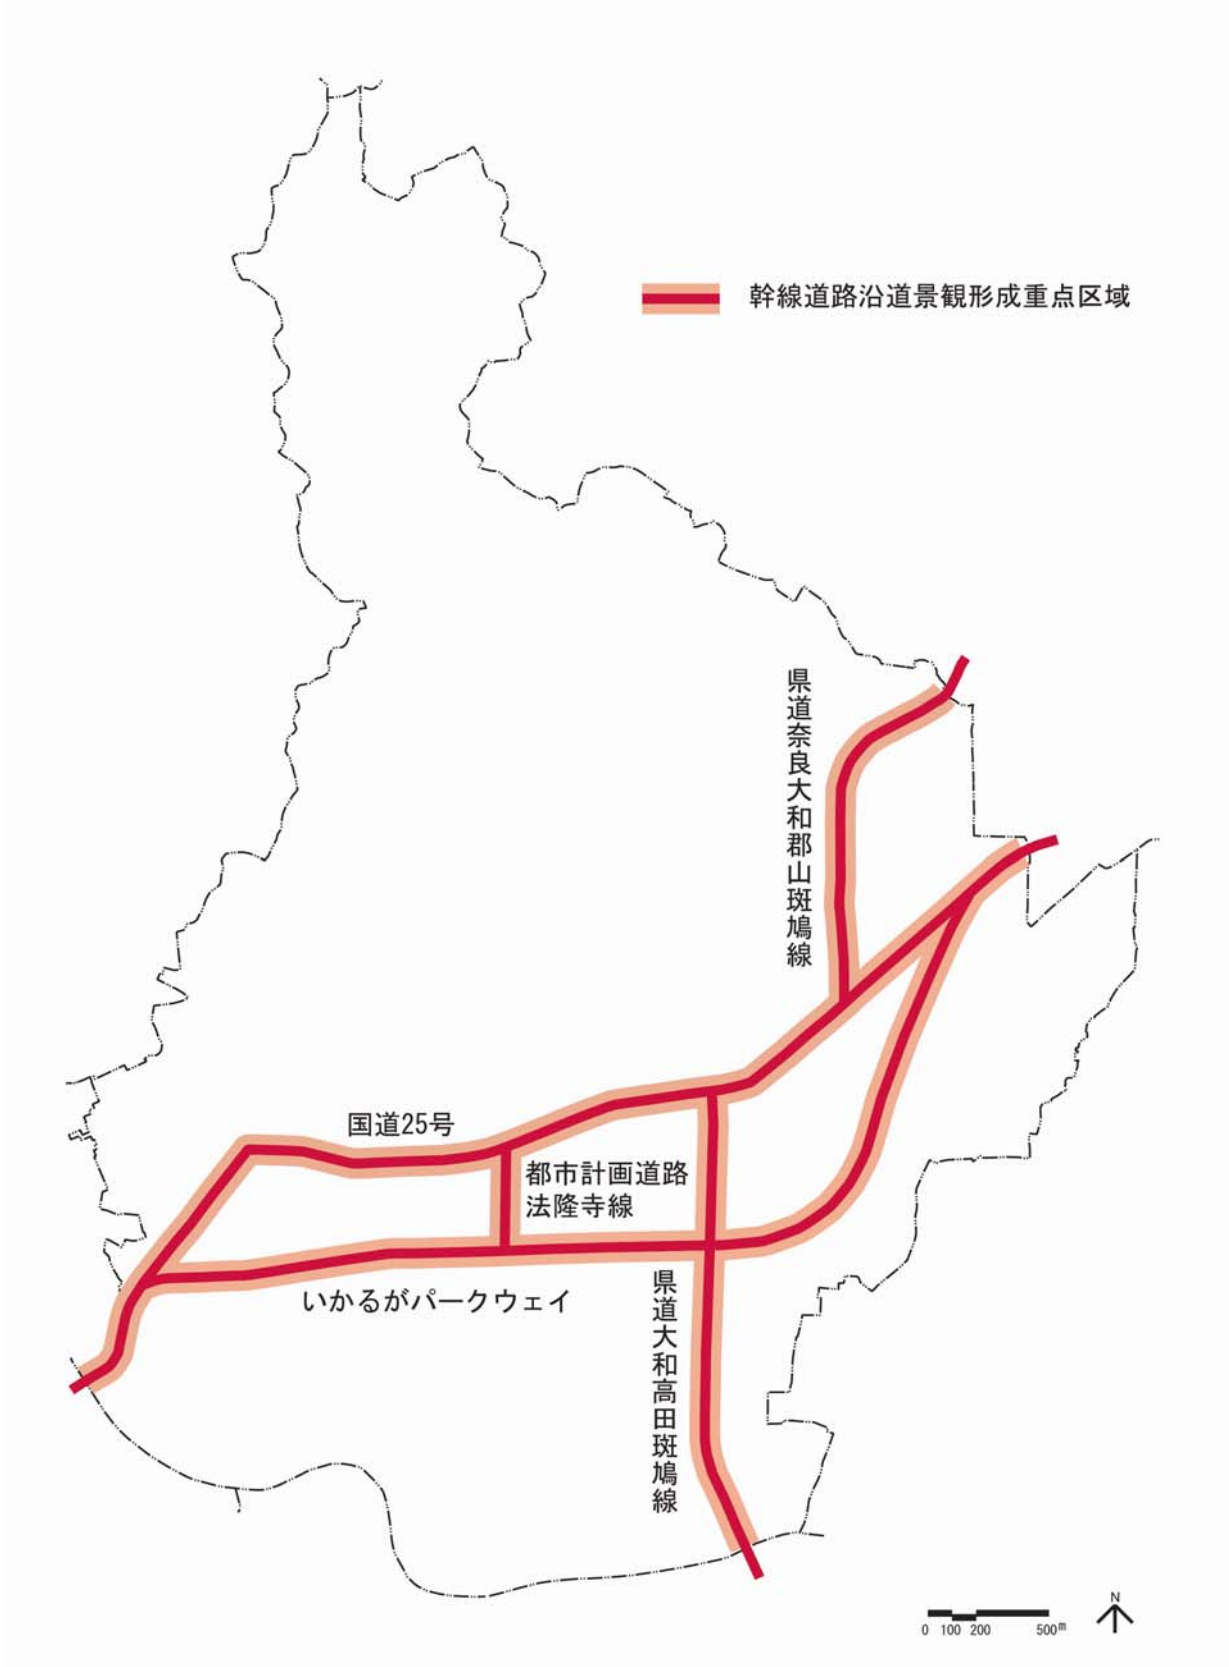 幹線道路沿道景観形成重点区域
県道奈良大和郡山斑鳩線
国道25号
都市計画道路
法隆寺線
いかるがパークウェイ
県道大和高田斑鳩線
N
0 100 200 500m